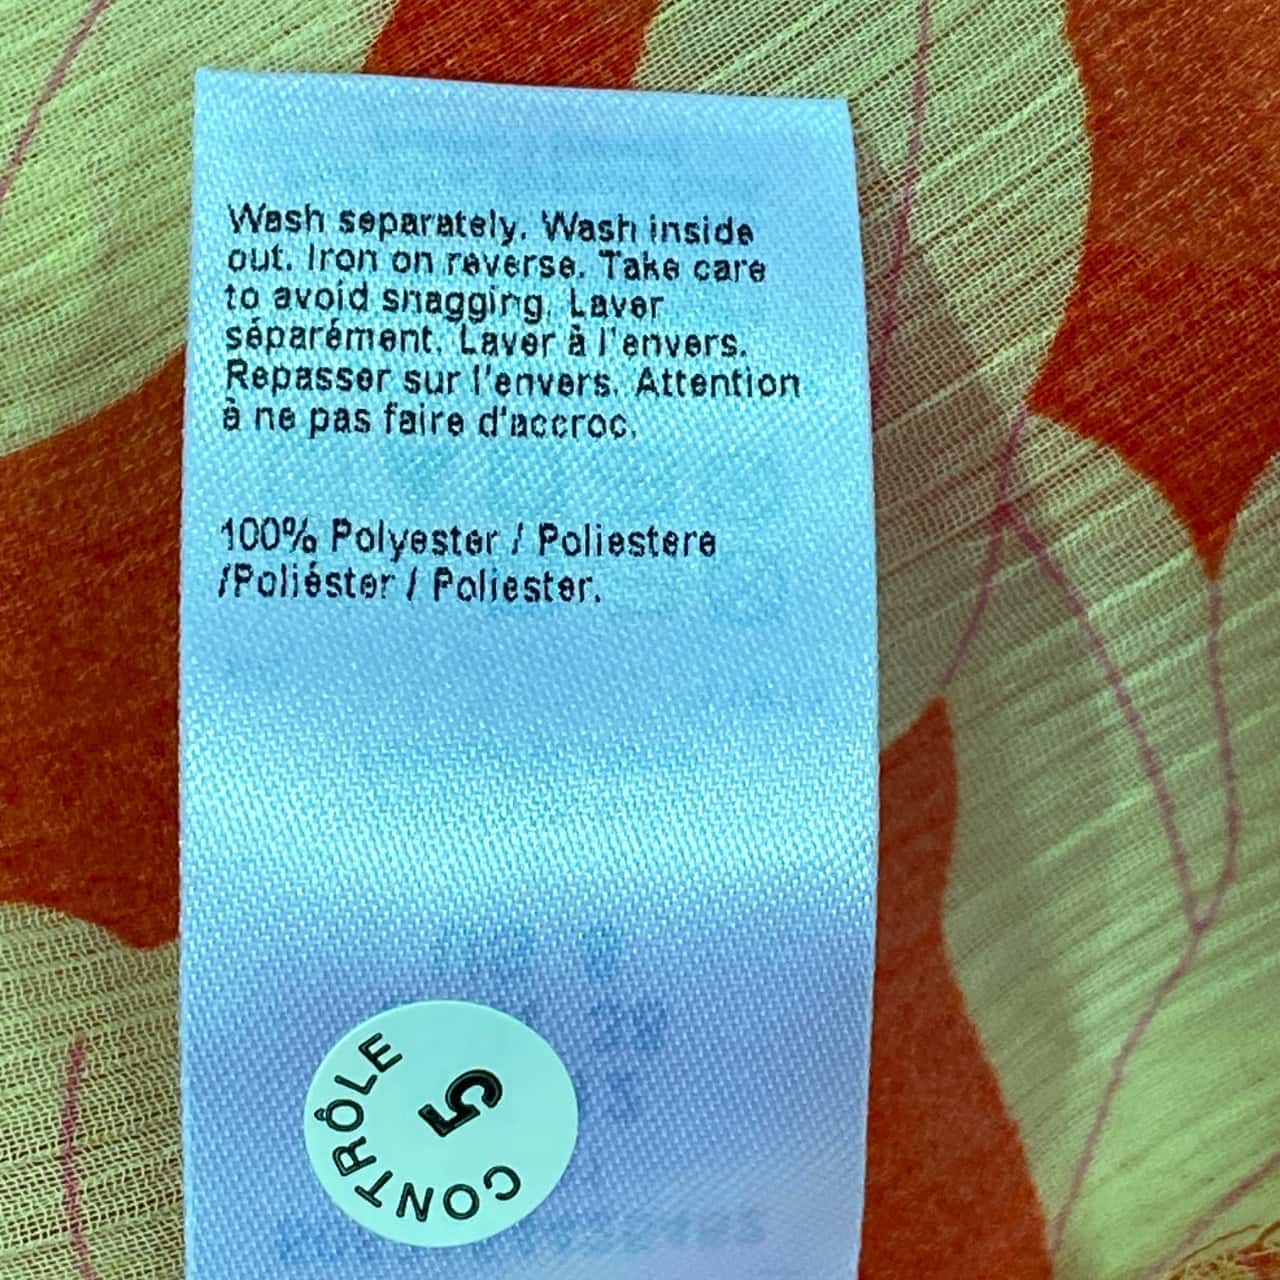 Wash separately. Wash inside
out. Iron on reverse. Take care
to avoid snagging. Laver
séparément. Laver à l'envers.
Repasser sur l'envers. Attention
à ne pas faire d'accroc.
100% Polyester / Poliestere
/Poliéster / Poliester.
CONTRÔLE
5